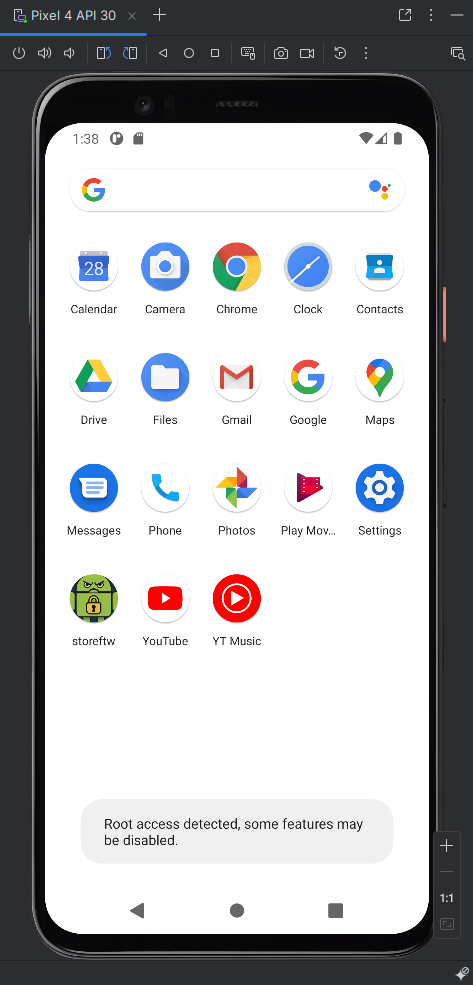 Pixel 4 API 30
1:38
G
28
Calendar
Camera
Chrome
Clock
Contacts
Drive
Files
Gmail
Google
Maps
Messages
Phone
Photos
Play Mov...
Settings
storeftw
YouTube
YT Music
Root access detected, some features may
be disabled.
1:1